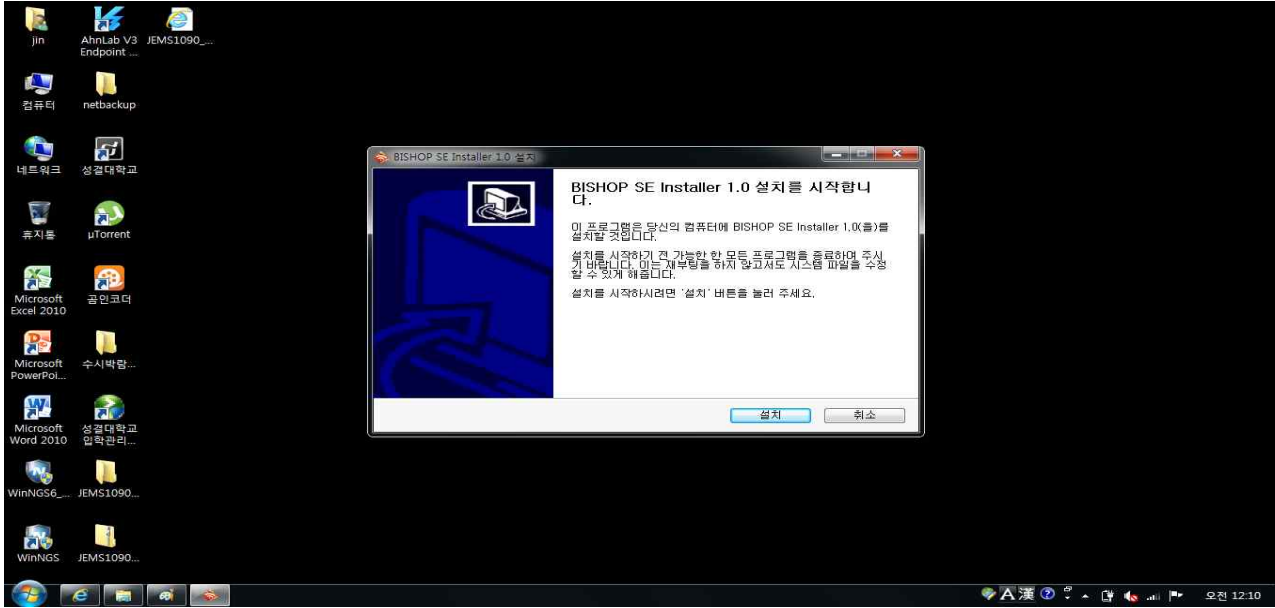 jin
AhnLab V3
Endpoint ...
JEMS1090_...
컴퓨터
netbackup
네트워크
성결대학교
휴지통
µTorrent
Microsoft
Excel 2010
곰인코더
Microsoft
PowerPoi...
수시박람...
Microsoft
Word 2010
성결대학교
입학관리...
WinNGS6_...
JEMS1090...
WinNGS
JEMS1090...
BISHOP SE Installer 1.0 설치
BISHOP SE Installer 1.0 설치를 시작합니
다.
이 프로그램은 당신의 컴퓨터에 BISHOP SE Installer 1.0(을)를
설치할 것입니다.
설치를 시작하기 전 가능한 한 모든 프로그램을 종료하여 주시
기 바랍니다. 이는 재부팅을 하지 않고서도 시스템 파일을 수정
할 수 있게 해줍니다.
설치를 시작하시려면 '설치' 버튼을 눌러 주세요.
설치
취소
A 漢
오전 12:10